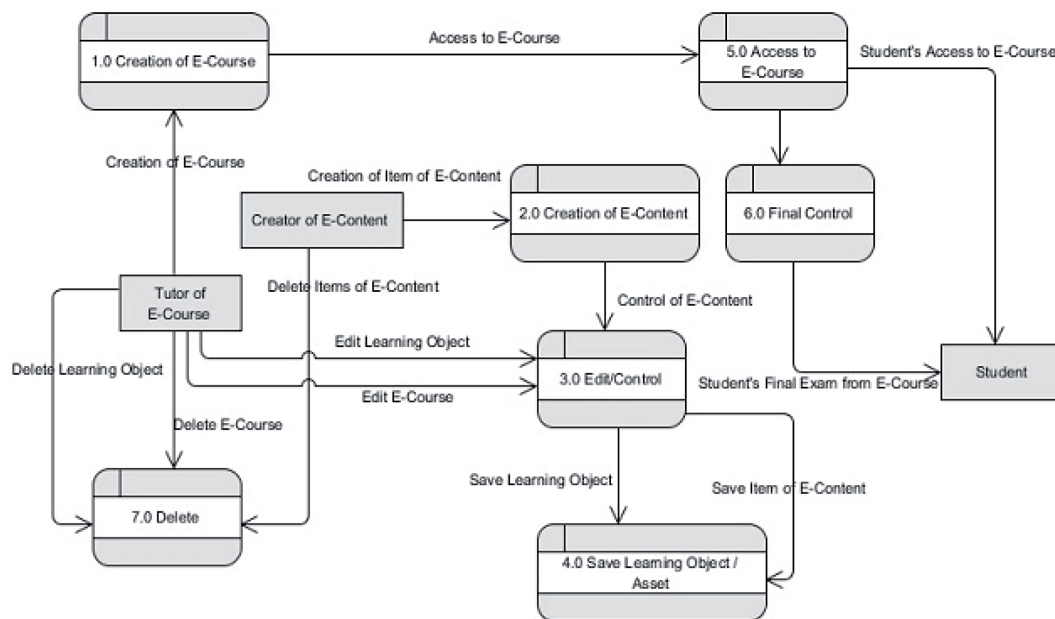 Access to E-Course
1.0 Creation of E-Course
5.0 Access to
E-Course
Student's Access to E-Course
Creation of E-Course
Creation of Item of E-Content
Creator of E-Content
2.0 Creation of E-Content
6.0 Final Control
Delete Items of E-Content
Tutor of
E-Course
Control of E-Content
Edit Learning Object
Delete Learning Object
3.0 Edit/Control
Student's Final Exam from E-Course
Student
Edit E-Course
Delete E-Course
Save Learning Object
Save Item of E-Content
7.0 Delete
4.0 Save Learning Object /
Asset